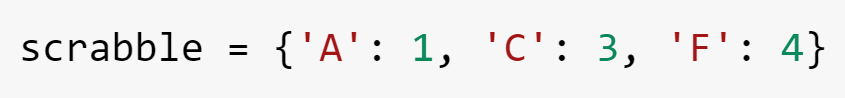 scrabble = {'A': 1, 'C': 3, 'F': 4}